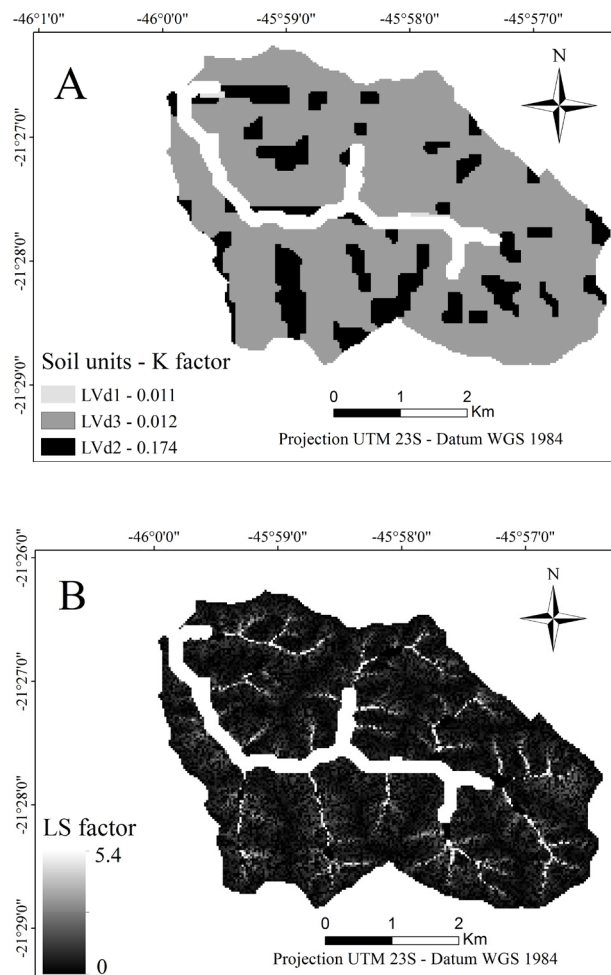 -46°1'0" -46°0'0" -45°59'0" -45°58'0" -45°57'0"
A
N
-21°27'0"
-21°28'0"
-21°29'0"
Soil units - K factor
LVd1 - 0.011
LVd3 - 0.012
LVd2 - 0.174
0 1 2
Km
Projection UTM 23S - Datum WGS 1984
-46°0'0" -45°59'0" -45°58'0" -45°57'0"
-21°26'0"
B
N
-21°27'0"
-21°28'0"
-21°29'0"
LS factor
5.4
0
0 1 2
Km
Projection UTM 23S - Datum WGS 1984